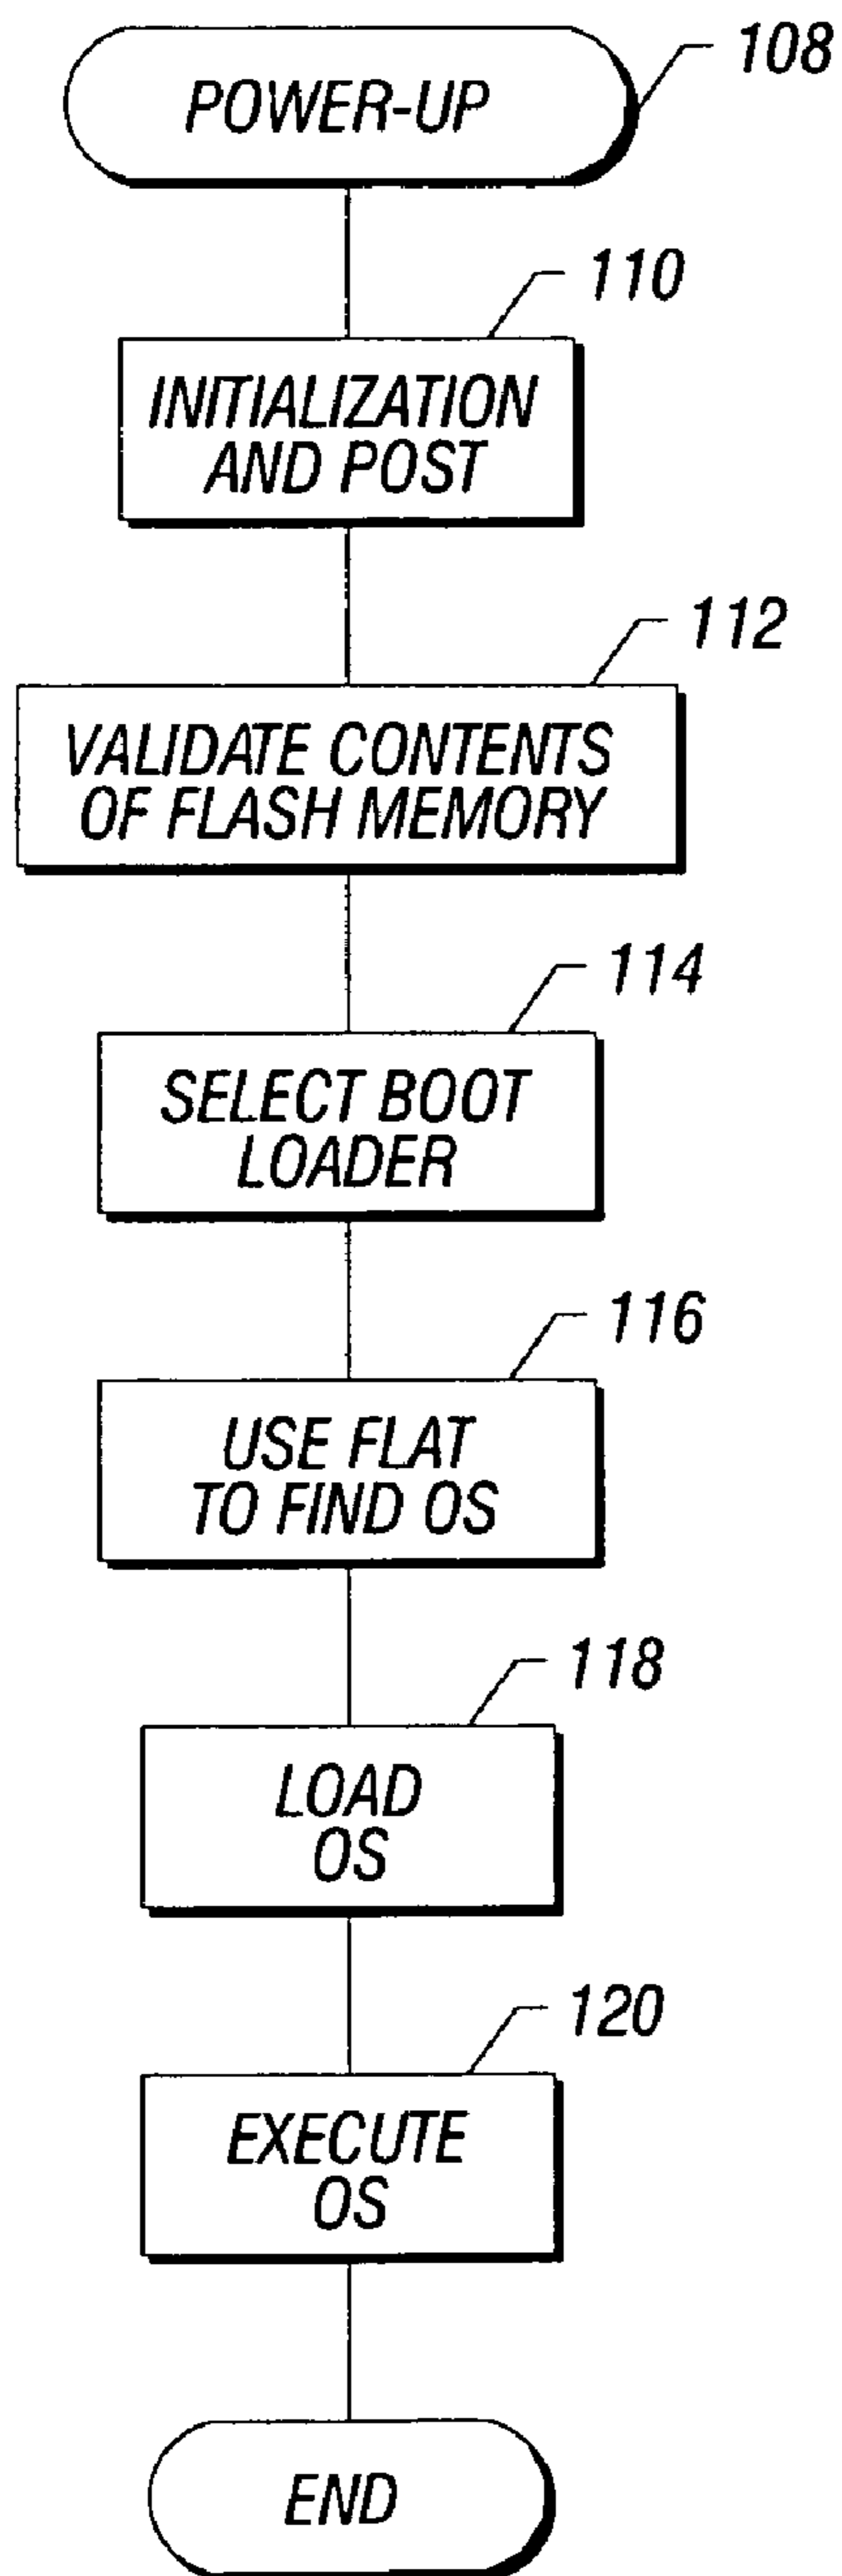 108
POWER-UP
110
INITIALIZATION
AND POST
112
VALIDATE CONTENTS
OF FLASH MEMORY
114
SELECT BOOT
LOADER
116
USE FLAT
TO FIND OS
118
LOAD
OS
120
EXECUTE
OS
END